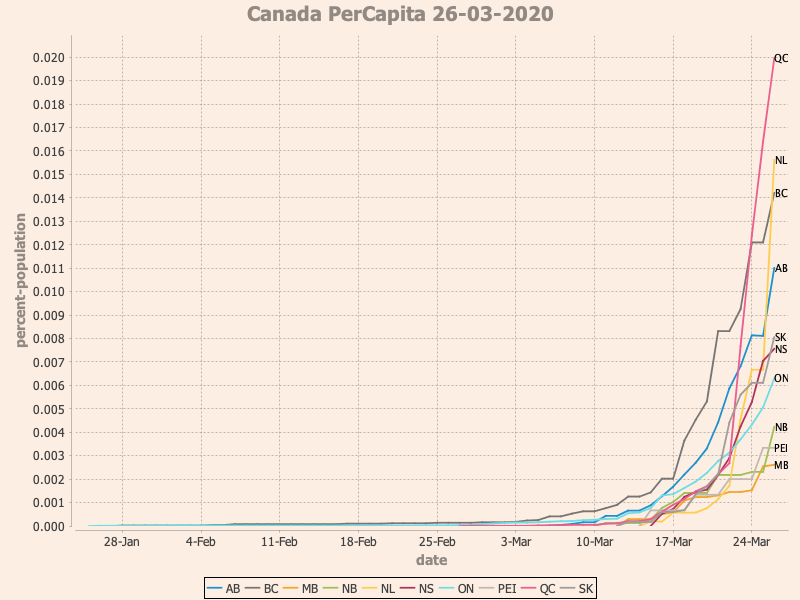 Canada PerCapita 26-03-2020
percent-population
0.020
0.019
0.018
0.017
0.016
0.015
0.014
0.013
0.012
0.011
0.010
0.009
0.008
0.007
0.006
0.005
0.004
0.003
0.002
0.001
0.000
QC
NL
BC
AB
SK
NS
ON
NB
PEI
MB
28-Jan 4-Feb 11-Feb 18-Feb 25-Feb 3-Mar 10-Mar 17-Mar 24-Mar
date
AB BC MB NB NL NS ON PEI QC SK